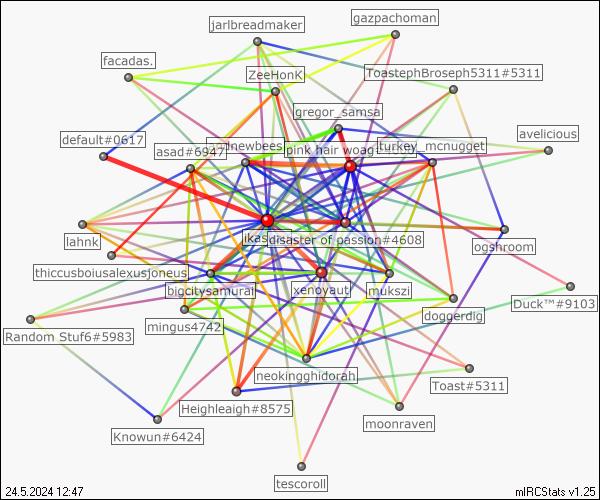 gazpachoman
jarlbreadmaker
facadas.
ZeeHonK
ToastephBroseph5311#5311
gregor_samsa
default#0617
avelicious
newbees
turkey_mcnugget
asad#6947
pink hair woag
lahnk
disaster of passion#4608
ogshroom
thiccusboiusalexusjoneus
bigcitysamurai
xenovaut
mukszi
Duck™#9103
mingus4742
doggerdig
Random Stuf6#5983
neokingghidorah
Toast#5311
Heighleaigh#8575
moonraven
Knowun#6424
tescoroll
24.5.2024 12:47
mIRCStats v1.25